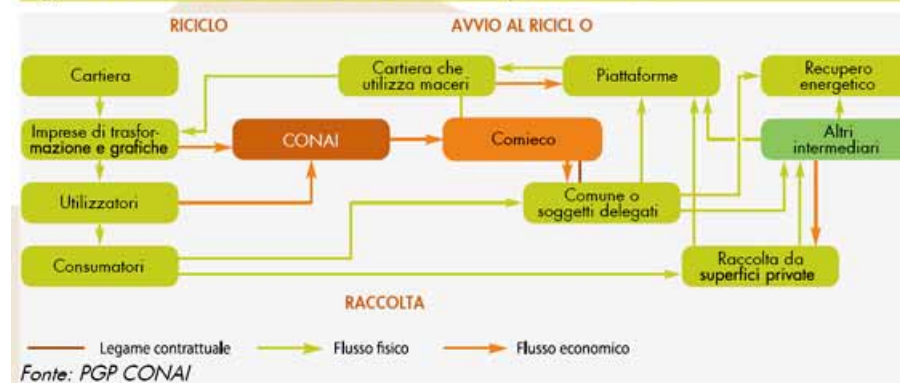 RICICLO
AVVIO AL RICICL O
Cartiera
Cartiera che
utilizza maceri
Piattaforme
Recupero
energetico
Imprese di trasfor-
mazione e grafiche
CONAI
Comieco
Altri
intermediari
Utilizzatori
Comune o
soggetti delegati
Consumatori
Raccolta da
superfici private
RACCOLTA
Legame contrattuale
Flusso fisico
Flusso economico
Fonte: PGP CONAI